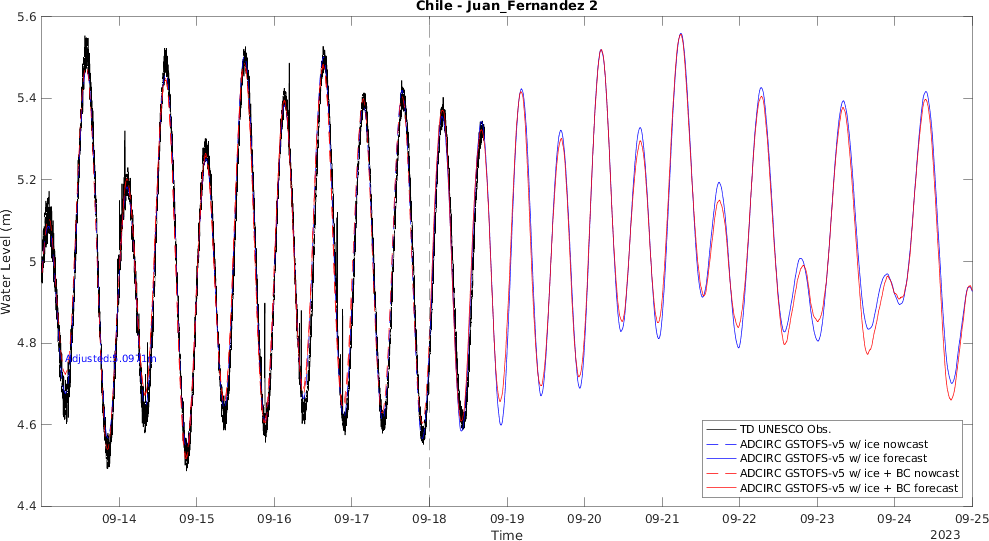 Chile - Juan_Fernandez 2
5.6
5.4
5.2
5
4.8
4.6
4.4
Water Level (m)
Adjusted:5.0971m
TD UNESCO Obs.
ADCIRC GSTOFS-v5 w/ ice nowcast
ADCIRC GSTOFS-v5 w/ ice forecast
ADCIRC GSTOFS-v5 w/ ice + BC nowcast
ADCIRC GSTOFS-v5 w/ ice + BC forecast
09-14 09-15 09-16 09-17 09-18 09-19 09-20 09-21 09-22 09-23 09-24 09-25
Time
2023